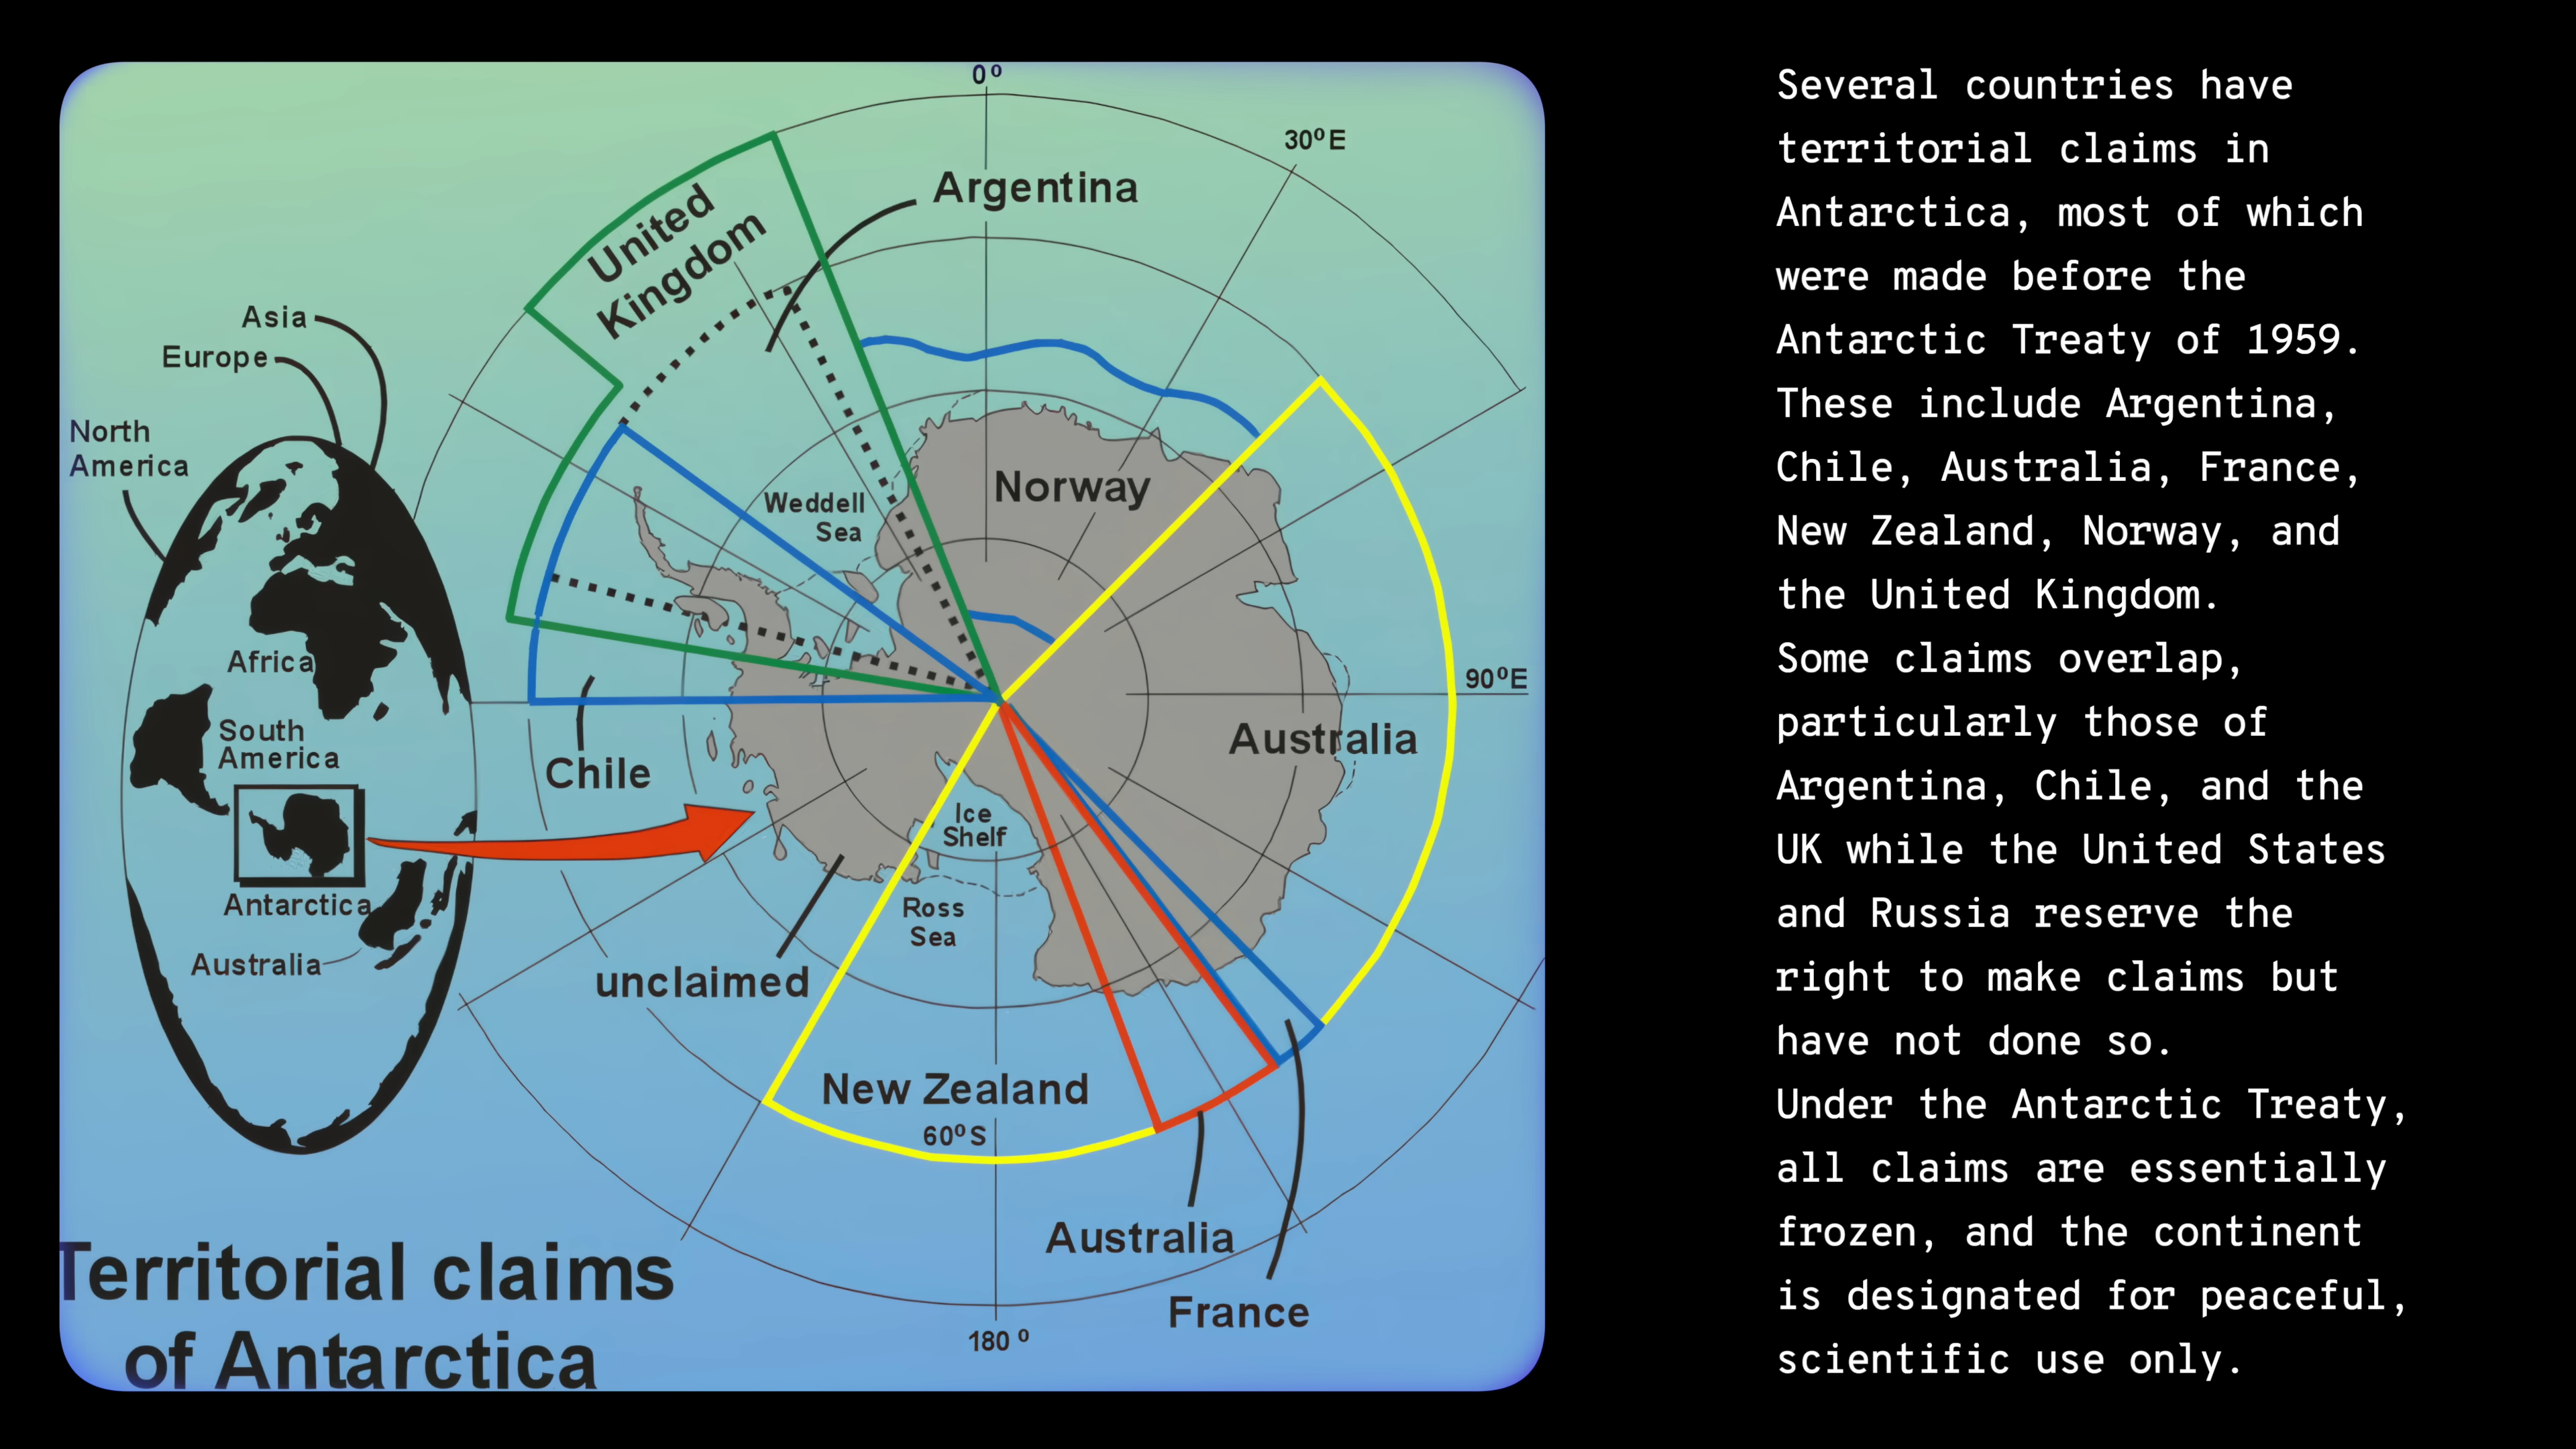 0º
30ºE
Argentina
United
Kingdom
Asia
Europe
North
America
Norway
Weddell
Sea
Africa
90ºE
South
America
Australia
Chile
Ice
Shelf
Antarctica
Ross
Sea
Australia
unclaimed
New Zealand
60ºS
Australia
France
180 º
Territorial claims
of Antarctica
Several countries have
territorial claims in
Antarctica, most of which
were made before the
Antarctic Treaty of 1959.
These include Argentina,
Chile, Australia, France,
New Zealand, Norway, and
the United Kingdom.
Some claims overlap,
particularly those of
Argentina, Chile, and the
UK while the United States
and Russia reserve the
right to make claims but
have not done so.
Under the Antarctic Treaty,
all claims are essentially
frozen, and the continent
is designated for peaceful,
scientific use only.